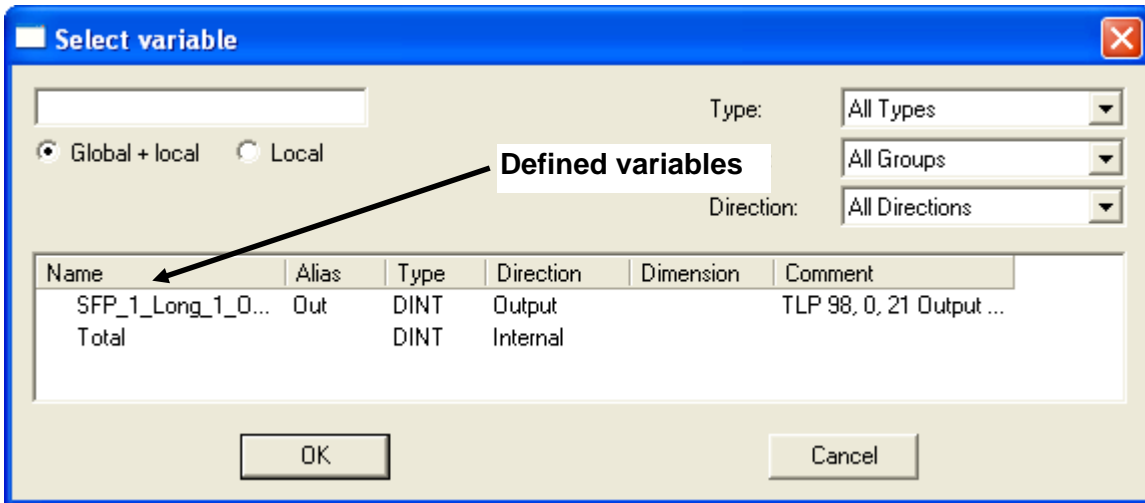 Select variable
Type: All Types
Global + local Local
Defined variables
All Groups
Direction: All Directions
Name Alias Type Direction Dimension Comment
SFP_1_Long_1_O... Out DINT Output TLP 98, 0, 21 Output ...
Total DINT Internal
OK Cancel